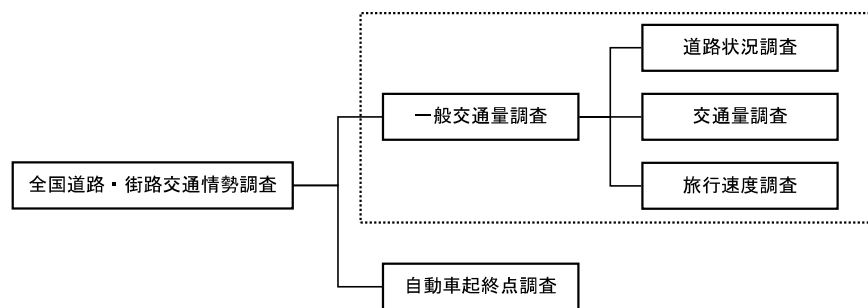 全国道路・街路交通情勢調査
一般交通量調査
道路状況調査
交通量調査
旅行速度調査
自動車起終点調査